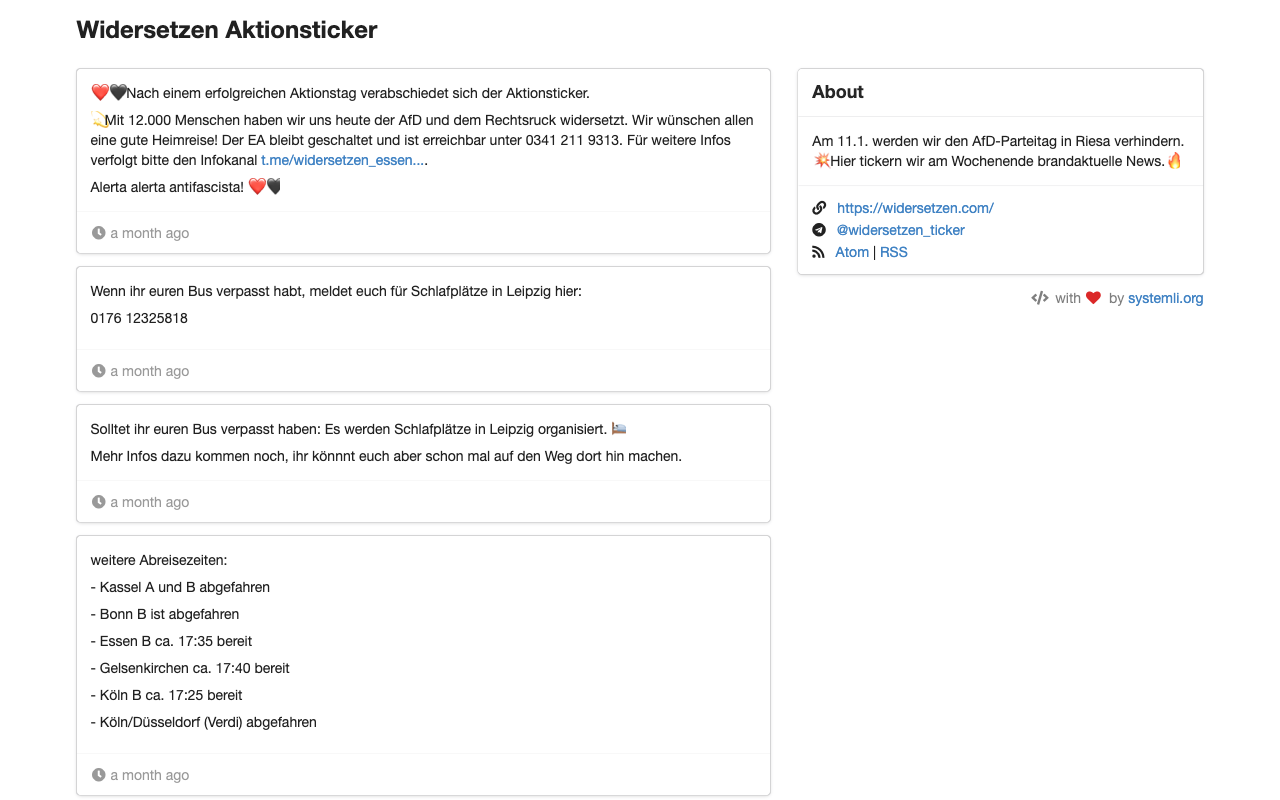 Widersetzen Aktionsticker
❤️🖤Nach einem erfolgreichen Aktionstag verabschiedet sich der Aktionsticker.
💫Mit 12.000 Menschen haben wir uns heute der AfD und dem Rechtsruck widersetzt. Wir wünschen allen
eine gute Heimreise! Der EA bleibt geschaltet und ist erreichbar unter 0341 211 9313. Für weitere Infos
verfolgt bitte den Infokanal t.me/widersetzen_essen....
Alerta alerta antifascista! ❤️🖤
a month ago
Wenn ihr euren Bus verpasst habt, meldet euch für Schlafplätze in Leipzig hier:
0176 12325818
a month ago
Solltet ihr euren Bus verpasst haben: Es werden Schlafplätze in Leipzig organisiert. 🛏️
Mehr Infos dazu kommen noch, ihr könnnt euch aber schon mal auf den Weg dort hin machen.
a month ago
weitere Abreisezeiten:
- Kassel A und B abgefahren
- Bonn B ist abgefahren
- Essen B ca. 17:35 bereit
- Gelsenkirchen ca. 17:40 bereit
- Köln B ca. 17:25 bereit
- Köln/Düsseldorf (Verdi) abgefahren
a month ago
About
Am 11.1. werden wir den AfD-Parteitag in Riesa verhindern.
💥Hier tickern wir am Wochenende brandaktuelle News.🔥
https://widersetzen.com/
@widersetzen_ticker
Atom | RSS
</> with ❤ by systemli.org